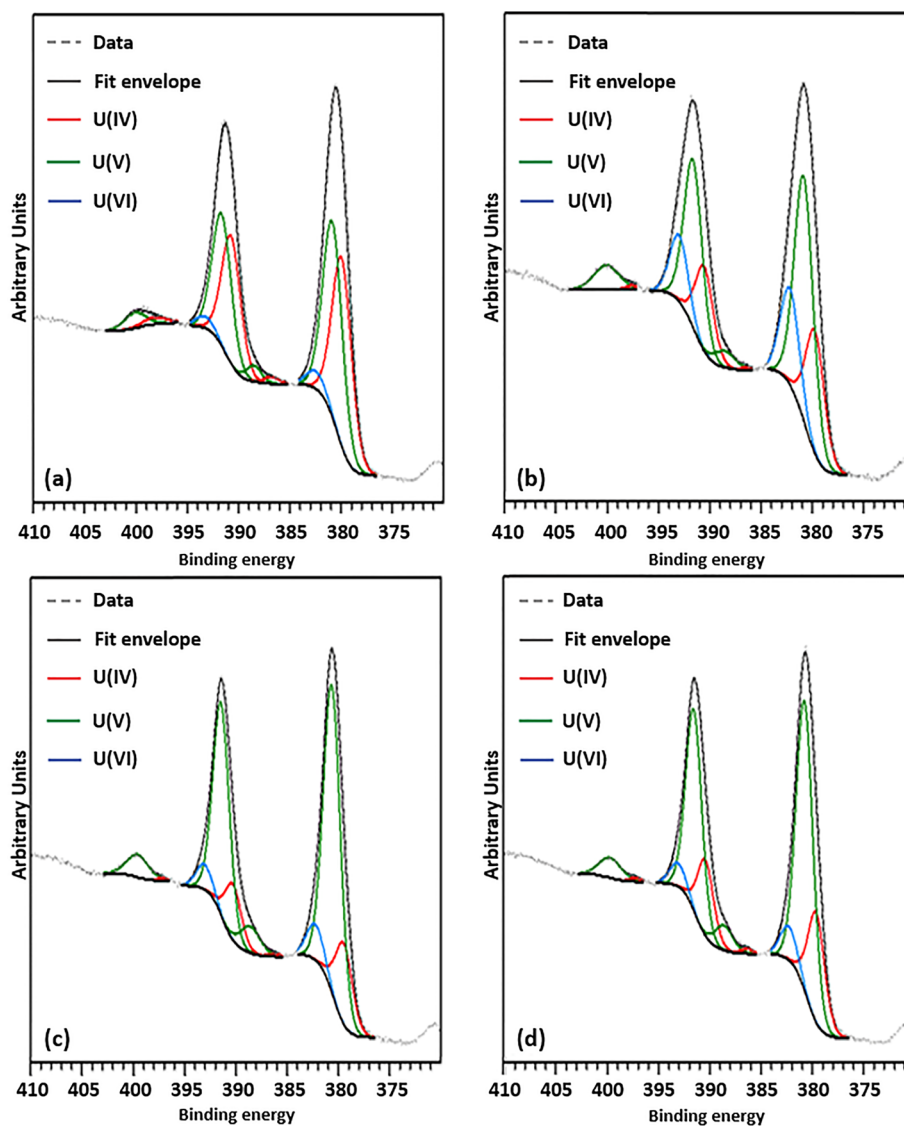 Data
Fit envelope
U(IV)
U(V)
U(VI)
Arbitrary Units
(a)
410 405 400 395 390 385 380 375
Binding energy
Data
Fit envelope
U(IV)
U(V)
U(VI)
Arbitrary Units
(b)
410 405 400 395 390 385 380 375
Binding energy
Data
Fit envelope
U(IV)
U(V)
U(VI)
Arbitrary Units
(c)
410 405 400 395 390 385 380 375
Binding energy
Data
Fit envelope
U(IV)
U(V)
U(VI)
Arbitrary Units
(d)
410 405 400 395 390 385 380 375
Binding energy